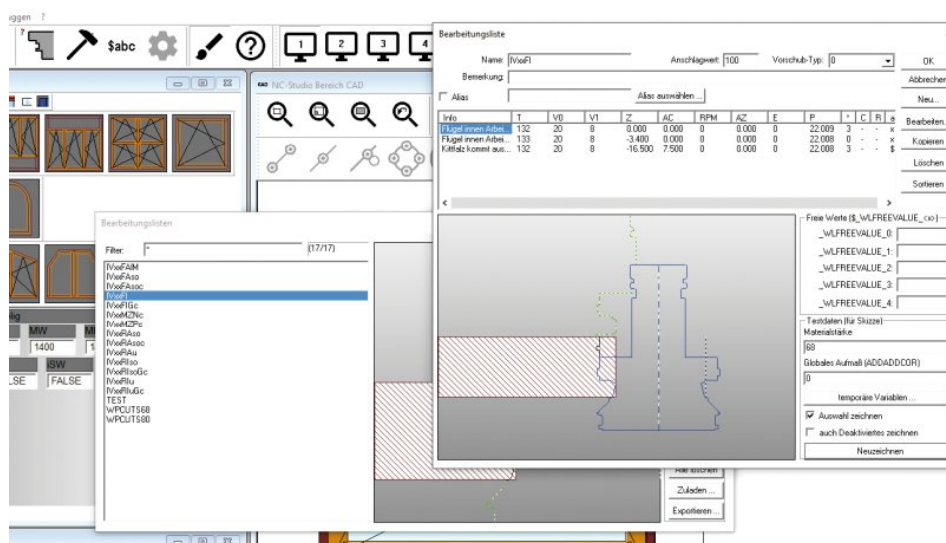 uggen ?
?
$abc
1
2
3
4
NC-Studio Bereich CAD
Bearbeitungsliste
Name: IVxxFI
Anschlagwert: 100
Vorschub-Typ: 0
OK
Bemerkung:
Abbrechen
Alias
Alias auswählen ...
Neu...
Info T V0 V1 Z AC RPM AZ E P * C R
Bearbeiten.
Flügel innen Arbei... 132 20 8 0.000 0.000 0 0.000 0 22.009 3 - - x
Flügel innen Arbei... 133 20 8 -3.400 0.000 0 0.000 0 22.008 0 - - x
Kittfalz kommt aus... 132 20 8 -16.500 7.500 0 0.000 0 22.008 3 - - $
Kopieren
Löschen
Sortieren
Bearbeitungslisten
Filter: *
(17/17)
IVxxFAIM
IVxxFAso
IVxxFAsoc
IVxxFI
IVxxFIGc
IVxxMZNc
IVxxMZPc
IVxxRAso
IVxxRAsoc
IVxxRAu
IVxxRIso
IVxxRIsoGc
IVxxRIu
IVxxRIuGc
TEST
WPCUTS68
WPCUTS80
MW
1400
iSW
LSE
FALSE
Freie Werte ($_WLFREEVALUE_<x>)
_WLFREEVALUE_0:
_WLFREEVALUE_1:
_WLFREEVALUE_2:
_WLFREEVALUE_3:
_WLFREEVALUE_4:
Testdaten (für Skizze)
Materialstärke
68
Globales Aufmaß (ADDADDCOR)
0
temporäre Variablen ...
Auswahl zeichnen
auch Deaktiviertes zeichnen
Neuzeichnen
Alle löschen
Zuladen ...
Exportieren ...